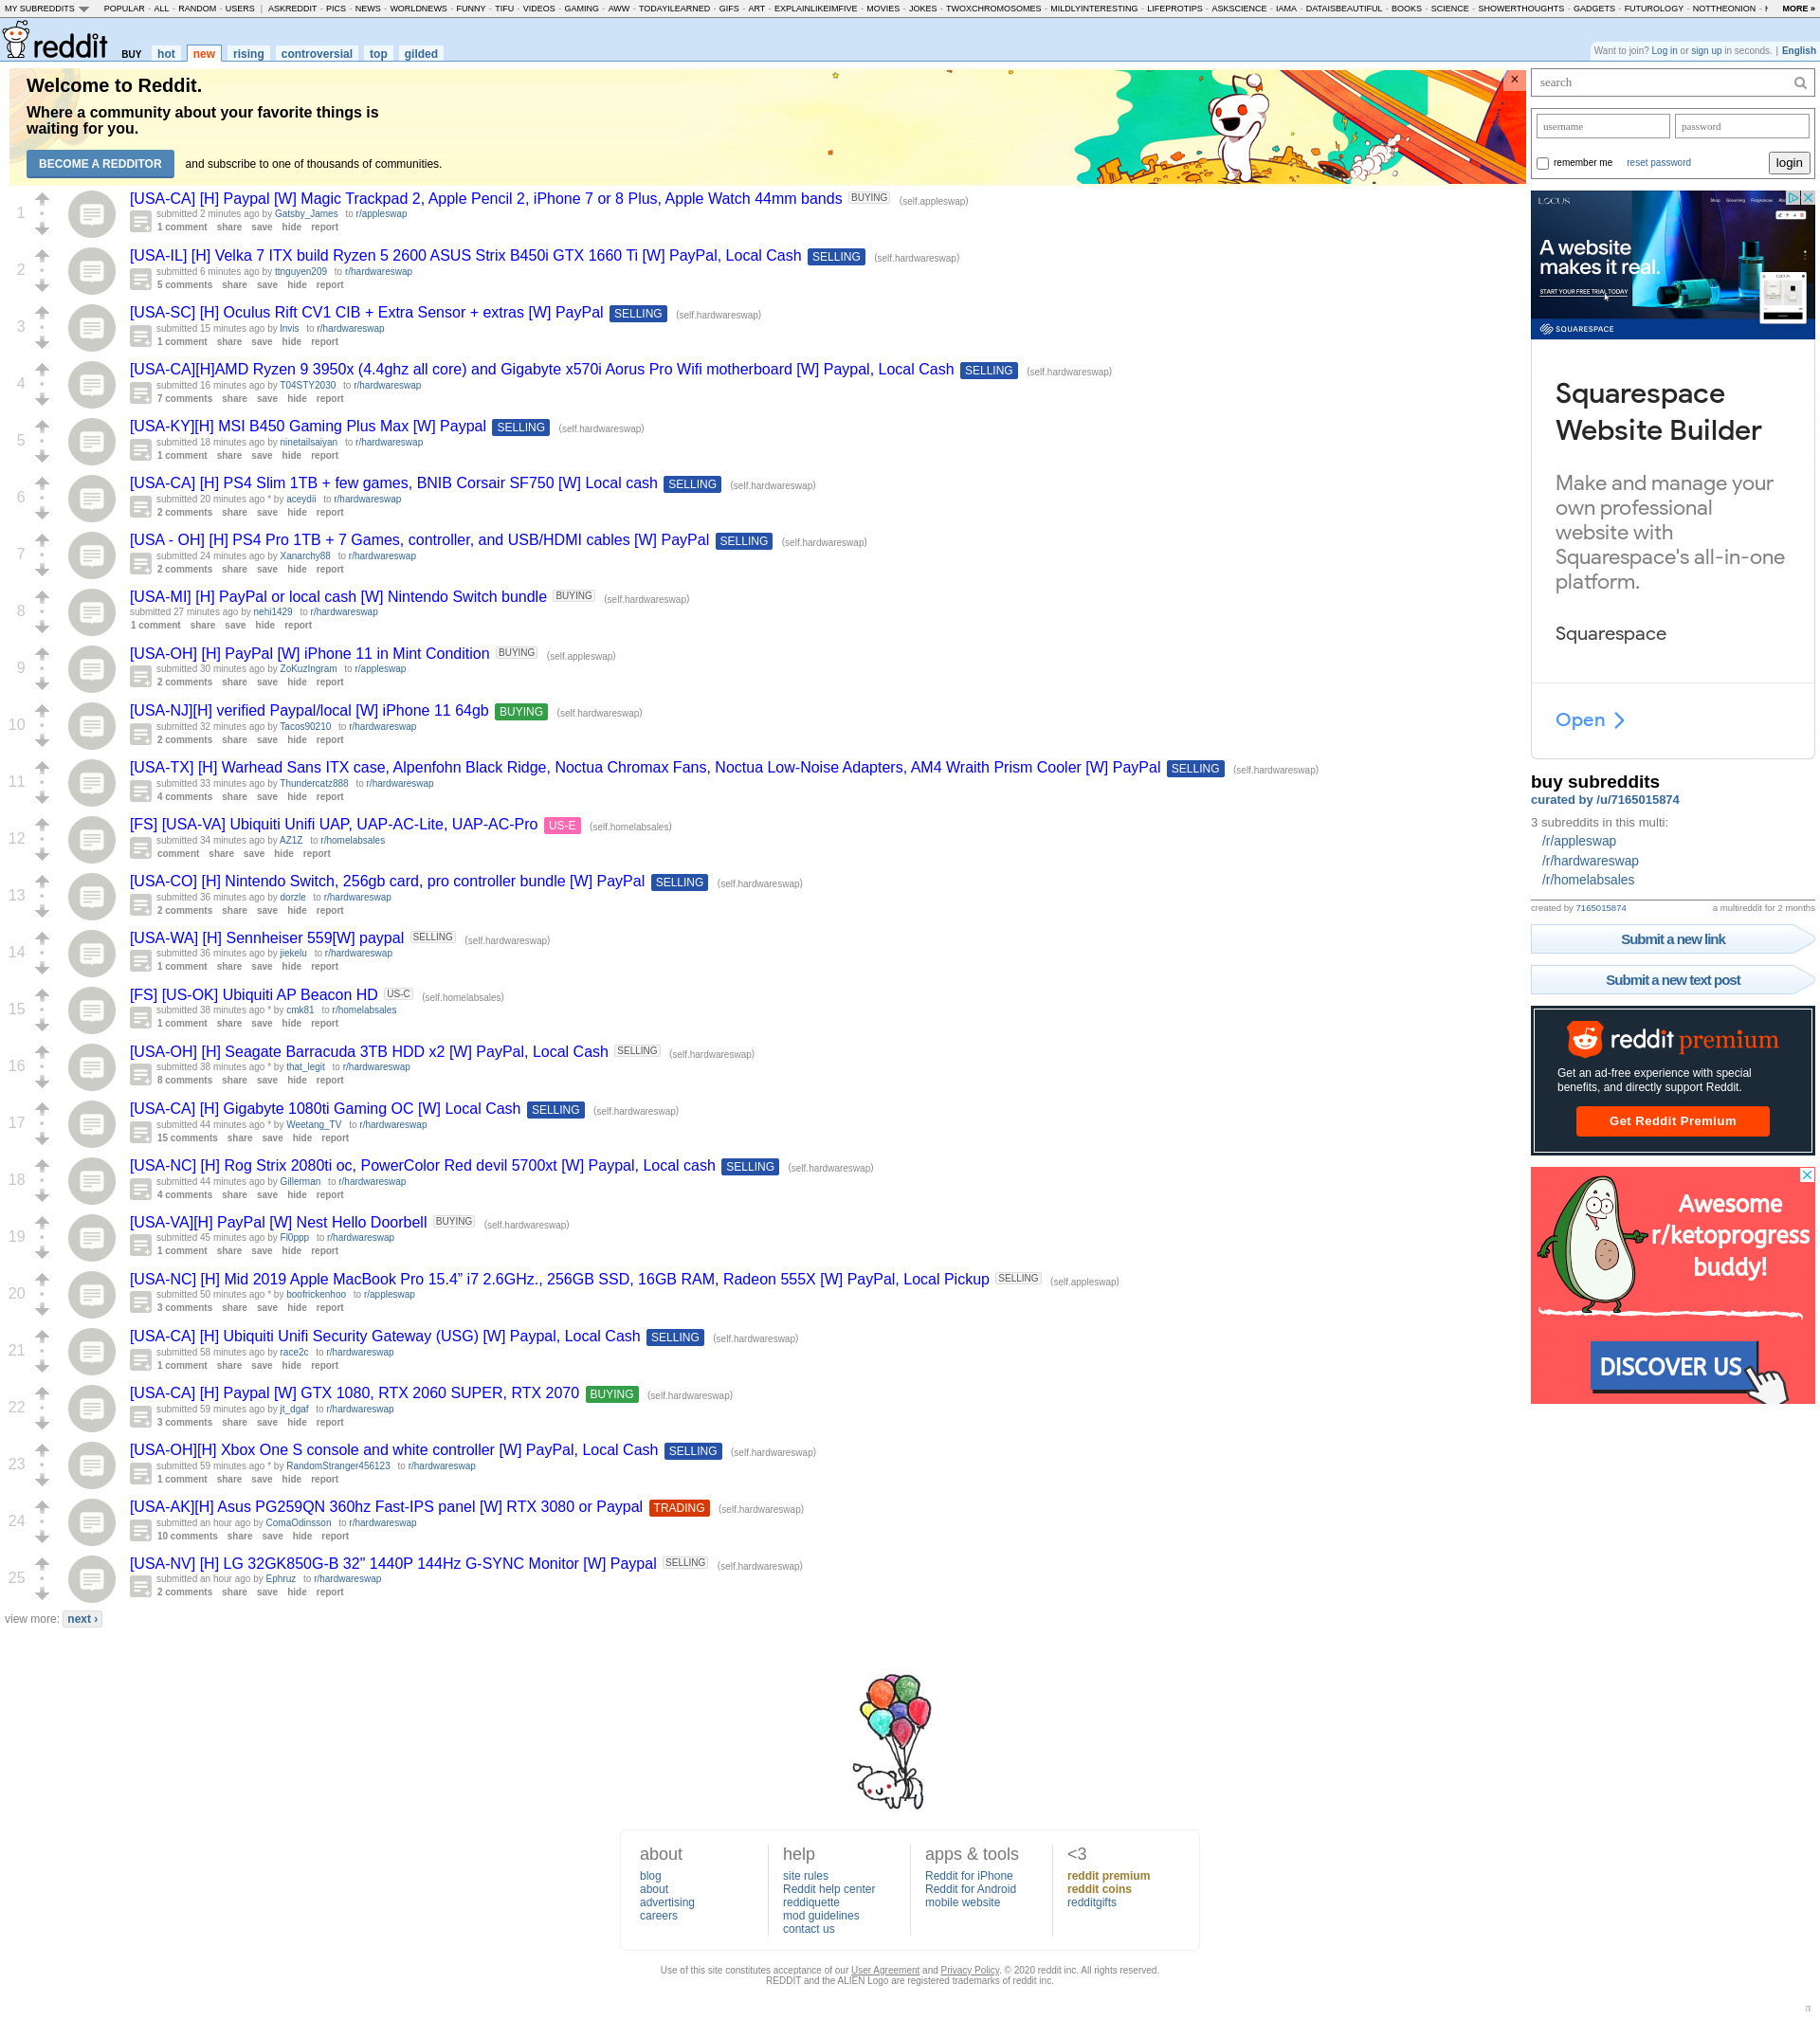 MY SUBREDDITS POPULAR - ALL - RANDOM - USERS | ASKREDDIT - PICS - NEWS - WORLDNEWS - FUNNY - TIFU - VIDEOS - GAMING - AWW - TODAYILEARNED - GIFS - ART - EXPLAINLIKEIMFIVE - MOVIES - JOKES - TWOXCHROMOSOMES - MILDLYINTERESTING - LIFEPROTIPS - ASKSCIENCE - IAMA - DATAISBEAUTIFUL - BOOKS - SCIENCE - SHOWERTHOUGHTS - GADGETS - FUTUROLOGY - NOTTHEONION - MORE »
reddit BUY hot new rising controversial top gilded
Want to join? Log in or sign up in seconds. | English
Welcome to Reddit.
Where a community about your favorite things is
waiting for you.
BECOME A REDDITOR and subscribe to one of thousands of communities.
1
[USA-CA] [H] Paypal [W] Magic Trackpad 2, Apple Pencil 2, iPhone 7 or 8 Plus, Apple Watch 44mm bands BUYING (self.appleswap)
submitted 2 minutes ago by Gatsby_James to r/appleswap
1 comment share save hide report
2
[USA-IL] [H] Velka 7 ITX build Ryzen 5 2600 ASUS Strix B450i GTX 1660 Ti [W] PayPal, Local Cash SELLING (self.hardwareswap)
submitted 6 minutes ago by ttnguyen209 to r/hardwareswap
5 comments share save hide report
3
[USA-SC] [H] Oculus Rift CV1 CIB + Extra Sensor + extras [W] PayPal SELLING (self.hardwareswap)
submitted 15 minutes ago by Invis to r/hardwareswap
1 comment share save hide report
4
[USA-CA][H]AMD Ryzen 9 3950x (4.4ghz all core) and Gigabyte x570i Aorus Pro Wifi motherboard [W] Paypal, Local Cash SELLING (self.hardwareswap)
submitted 16 minutes ago by T04STY2030 to r/hardwareswap
7 comments share save hide report
5
[USA-KY][H] MSI B450 Gaming Plus Max [W] Paypal SELLING (self.hardwareswap)
submitted 18 minutes ago by ninetailsaiyan to r/hardwareswap
1 comment share save hide report
6
[USA-CA] [H] PS4 Slim 1TB + few games, BNIB Corsair SF750 [W] Local cash SELLING (self.hardwareswap)
submitted 20 minutes ago * by aceydii to r/hardwareswap
2 comments share save hide report
7
[USA - OH] [H] PS4 Pro 1TB + 7 Games, controller, and USB/HDMI cables [W] PayPal SELLING (self.hardwareswap)
submitted 24 minutes ago by Xanarchy88 to r/hardwareswap
2 comments share save hide report
8
[USA-MI] [H] PayPal or local cash [W] Nintendo Switch bundle BUYING (self.hardwareswap)
submitted 27 minutes ago by nehi1429 to r/hardwareswap
1 comment share save hide report
9
[USA-OH] [H] PayPal [W] iPhone 11 in Mint Condition BUYING (self.appleswap)
submitted 30 minutes ago by ZoKuzIngram to r/appleswap
2 comments share save hide report
10
[USA-NJ][H] verified Paypal/local [W] iPhone 11 64gb BUYING (self.hardwareswap)
submitted 32 minutes ago by Tacos90210 to r/hardwareswap
2 comments share save hide report
11
[USA-TX] [H] Warhead Sans ITX case, Alpenfohn Black Ridge, Noctua Chromax Fans, Noctua Low-Noise Adapters, AM4 Wraith Prism Cooler [W] PayPal SELLING (self.hardwareswap)
submitted 33 minutes ago by Thundercatz888 to r/hardwareswap
4 comments share save hide report
12
[FS] [USA-VA] Ubiquiti Unifi UAP, UAP-AC-Lite, UAP-AC-Pro US-E (self.homelabsales)
submitted 34 minutes ago by AZ1Z to r/homelabsales
comment share save hide report
13
[USA-CO] [H] Nintendo Switch, 256gb card, pro controller bundle [W] PayPal SELLING (self.hardwareswap)
submitted 36 minutes ago by dorzle to r/hardwareswap
2 comments share save hide report
14
[USA-WA] [H] Sennheiser 559[W] paypal SELLING (self.hardwareswap)
submitted 36 minutes ago by jiekelu to r/hardwareswap
1 comment share save hide report
15
[FS] [US-OK] Ubiquiti AP Beacon HD US-C (self.homelabsales)
submitted 38 minutes ago * by cmk81 to r/homelabsales
1 comment share save hide report
16
[USA-OH] [H] Seagate Barracuda 3TB HDD x2 [W] PayPal, Local Cash SELLING (self.hardwareswap)
submitted 38 minutes ago * by that_legit to r/hardwareswap
8 comments share save hide report
17
[USA-CA] [H] Gigabyte 1080ti Gaming OC [W] Local Cash SELLING (self.hardwareswap)
submitted 44 minutes ago * by Weetang_TV to r/hardwareswap
15 comments share save hide report
18
[USA-NC] [H] Rog Strix 2080ti oc, PowerColor Red devil 5700xt [W] Paypal, Local cash SELLING (self.hardwareswap)
submitted 44 minutes ago by Gillerman to r/hardwareswap
4 comments share save hide report
19
[USA-VA][H] PayPal [W] Nest Hello Doorbell BUYING (self.hardwareswap)
submitted 45 minutes ago by Fl0ppp to r/hardwareswap
1 comment share save hide report
20
[USA-NC] [H] Mid 2019 Apple MacBook Pro 15.4” i7 2.6GHz., 256GB SSD, 16GB RAM, Radeon 555X [W] PayPal, Local Pickup SELLING (self.appleswap)
submitted 50 minutes ago * by boofrickenhoo to r/appleswap
3 comments share save hide report
21
[USA-CA] [H] Ubiquiti Unifi Security Gateway (USG) [W] Paypal, Local Cash SELLING (self.hardwareswap)
submitted 58 minutes ago by race2c to r/hardwareswap
1 comment share save hide report
22
[USA-CA] [H] Paypal [W] GTX 1080, RTX 2060 SUPER, RTX 2070 BUYING (self.hardwareswap)
submitted 59 minutes ago by jt_dgaf to r/hardwareswap
3 comments share save hide report
23
[USA-OH][H] Xbox One S console and white controller [W] PayPal, Local Cash SELLING (self.hardwareswap)
submitted 59 minutes ago * by RandomStranger456123 to r/hardwareswap
1 comment share save hide report
24
[USA-AK][H] Asus PG259QN 360hz Fast-IPS panel [W] RTX 3080 or Paypal TRADING (self.hardwareswap)
submitted an hour ago by ComaOdinsson to r/hardwareswap
10 comments share save hide report
25
[USA-NV] [H] LG 32GK850G-B 32" 1440P 144Hz G-SYNC Monitor [W] Paypal SELLING (self.hardwareswap)
submitted an hour ago by Ephruz to r/hardwareswap
2 comments share save hide report
view more: next ›
search
username password
remember me reset password login
LOCUS
A website
makes it real.
START YOUR FREE TRIAL TODAY
SQUARESPACE
Squarespace
Website Builder
Make and manage your
own professional
website with
Squarespace's all-in-one
platform.
Squarespace
Open
buy subreddits
curated by /u/7165015874
3 subreddits in this multi:
/r/appleswap
/r/hardwareswap
/r/homelabsales
created by 7165015874 a multireddit for 2 months
Submit a new link
Submit a new text post
reddit premium
Get an ad-free experience with special
benefits, and directly support Reddit.
Get Reddit Premium
Awesome
r/ketoprogress
buddy!
DISCOVER US
about
blog
about
advertising
careers
help
site rules
Reddit help center
reddiquette
mod guidelines
contact us
apps & tools
Reddit for iPhone
Reddit for Android
mobile website
<3
reddit premium
reddit coins
redditgifts
Use of this site constitutes acceptance of our User Agreement and Privacy Policy. © 2020 reddit inc. All rights reserved.
REDDIT and the ALIEN Logo are registered trademarks of reddit inc.
π